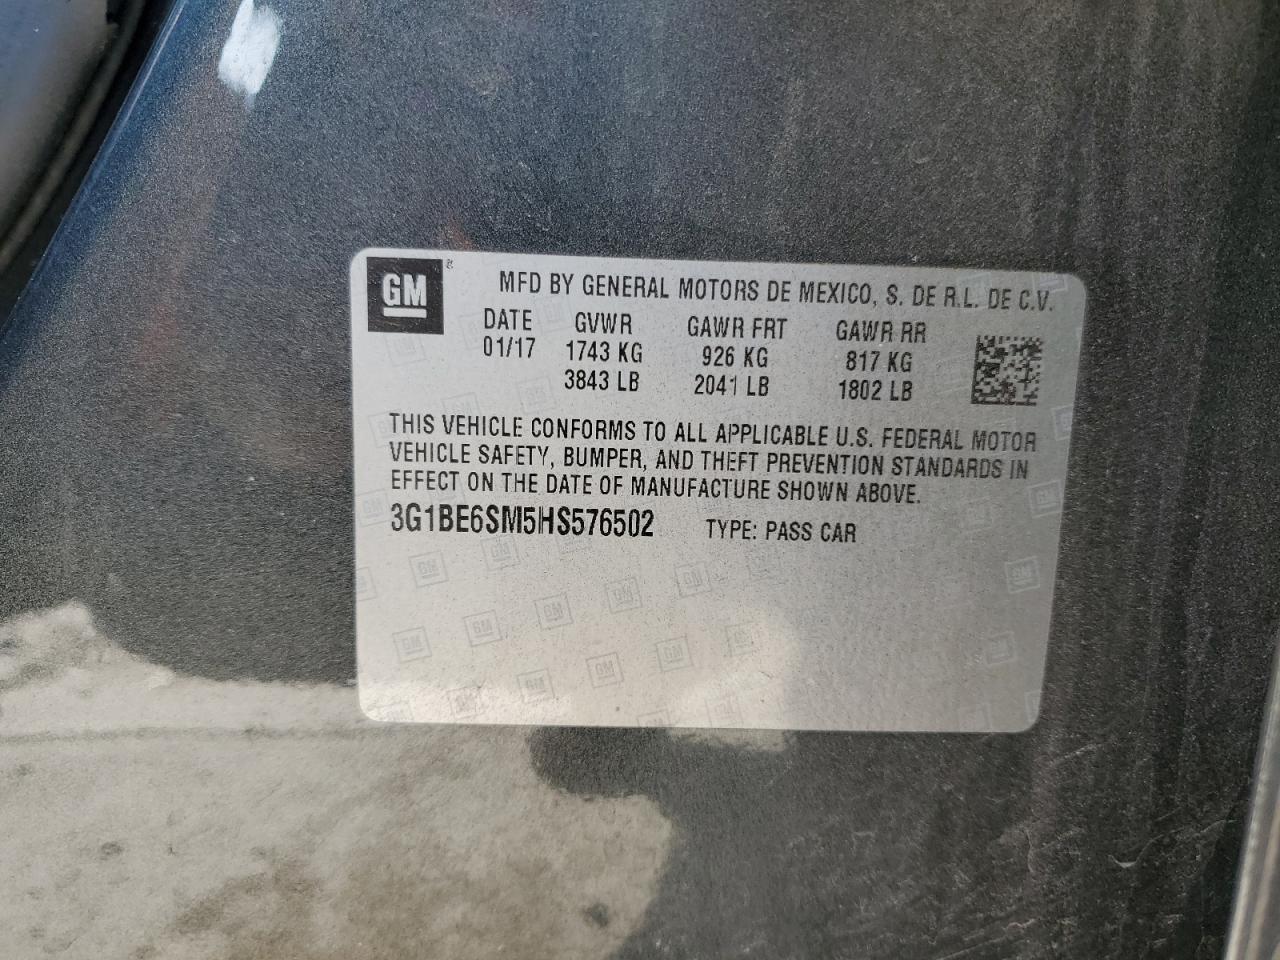 GM
MFD BY GENERAL MOTORS DE MEXICO, S. DE R.L. DE C.V.
DATE GVWR GAWR FRT GAWR RR
01/17 1743 KG 926 KG 817 KG
3843 LB 2041 LB 1802 LB
THIS VEHICLE CONFORMS TO ALL APPLICABLE U.S. FEDERAL MOTOR
VEHICLE SAFETY, BUMPER, AND THEFT PREVENTION STANDARDS IN
EFFECT ON THE DATE OF MANUFACTURE SHOWN ABOVE.
3G1BE6SM5HS576502 TYPE: PASS CAR